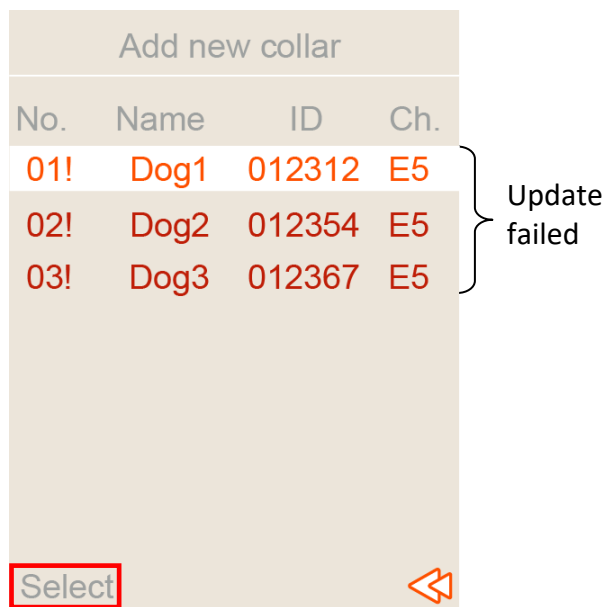 Add new collar
No. Name ID Ch.
01! Dog1 012312 E5
02! Dog2 012354 E5
03! Dog3 012367 E5
Update
failed
Select